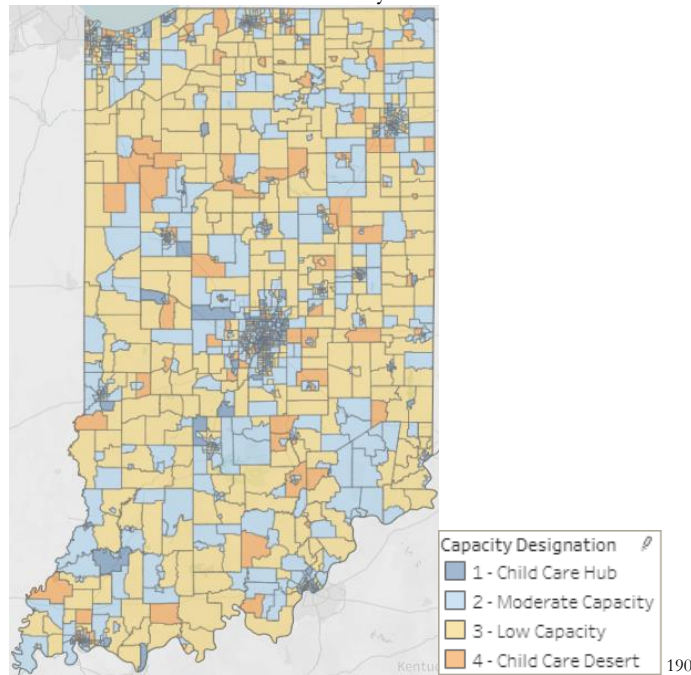 Capacity Designation
1 - Child Care Hub
2 - Moderate Capacity
3 - Low Capacity
4 - Child Care Desert
190